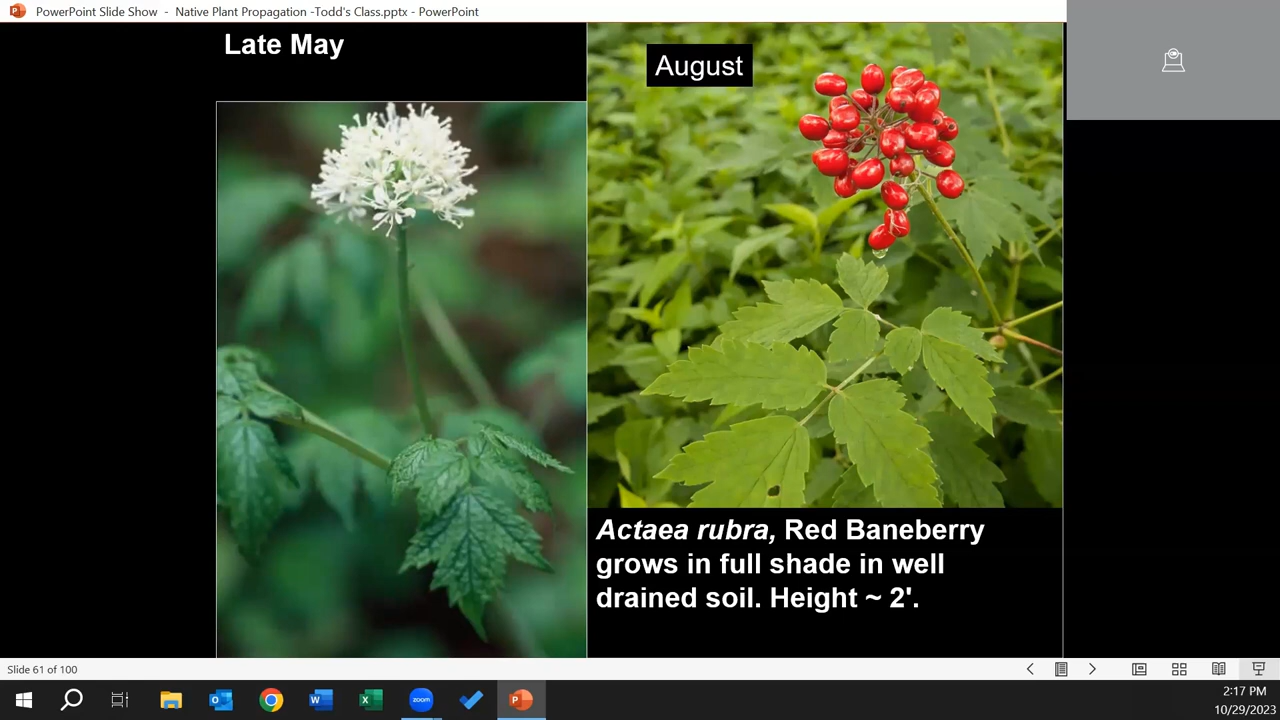 PowerPoint Slide Show - Native Plant Propagation -Todd's Class.pptx - PowerPoint
Late May
August
Actaea rubra, Red Baneberry
grows in full shade in well
drained soil. Height ~ 2'.
Slide 61 of 100
zoom
2:17 PM
10/29/2023